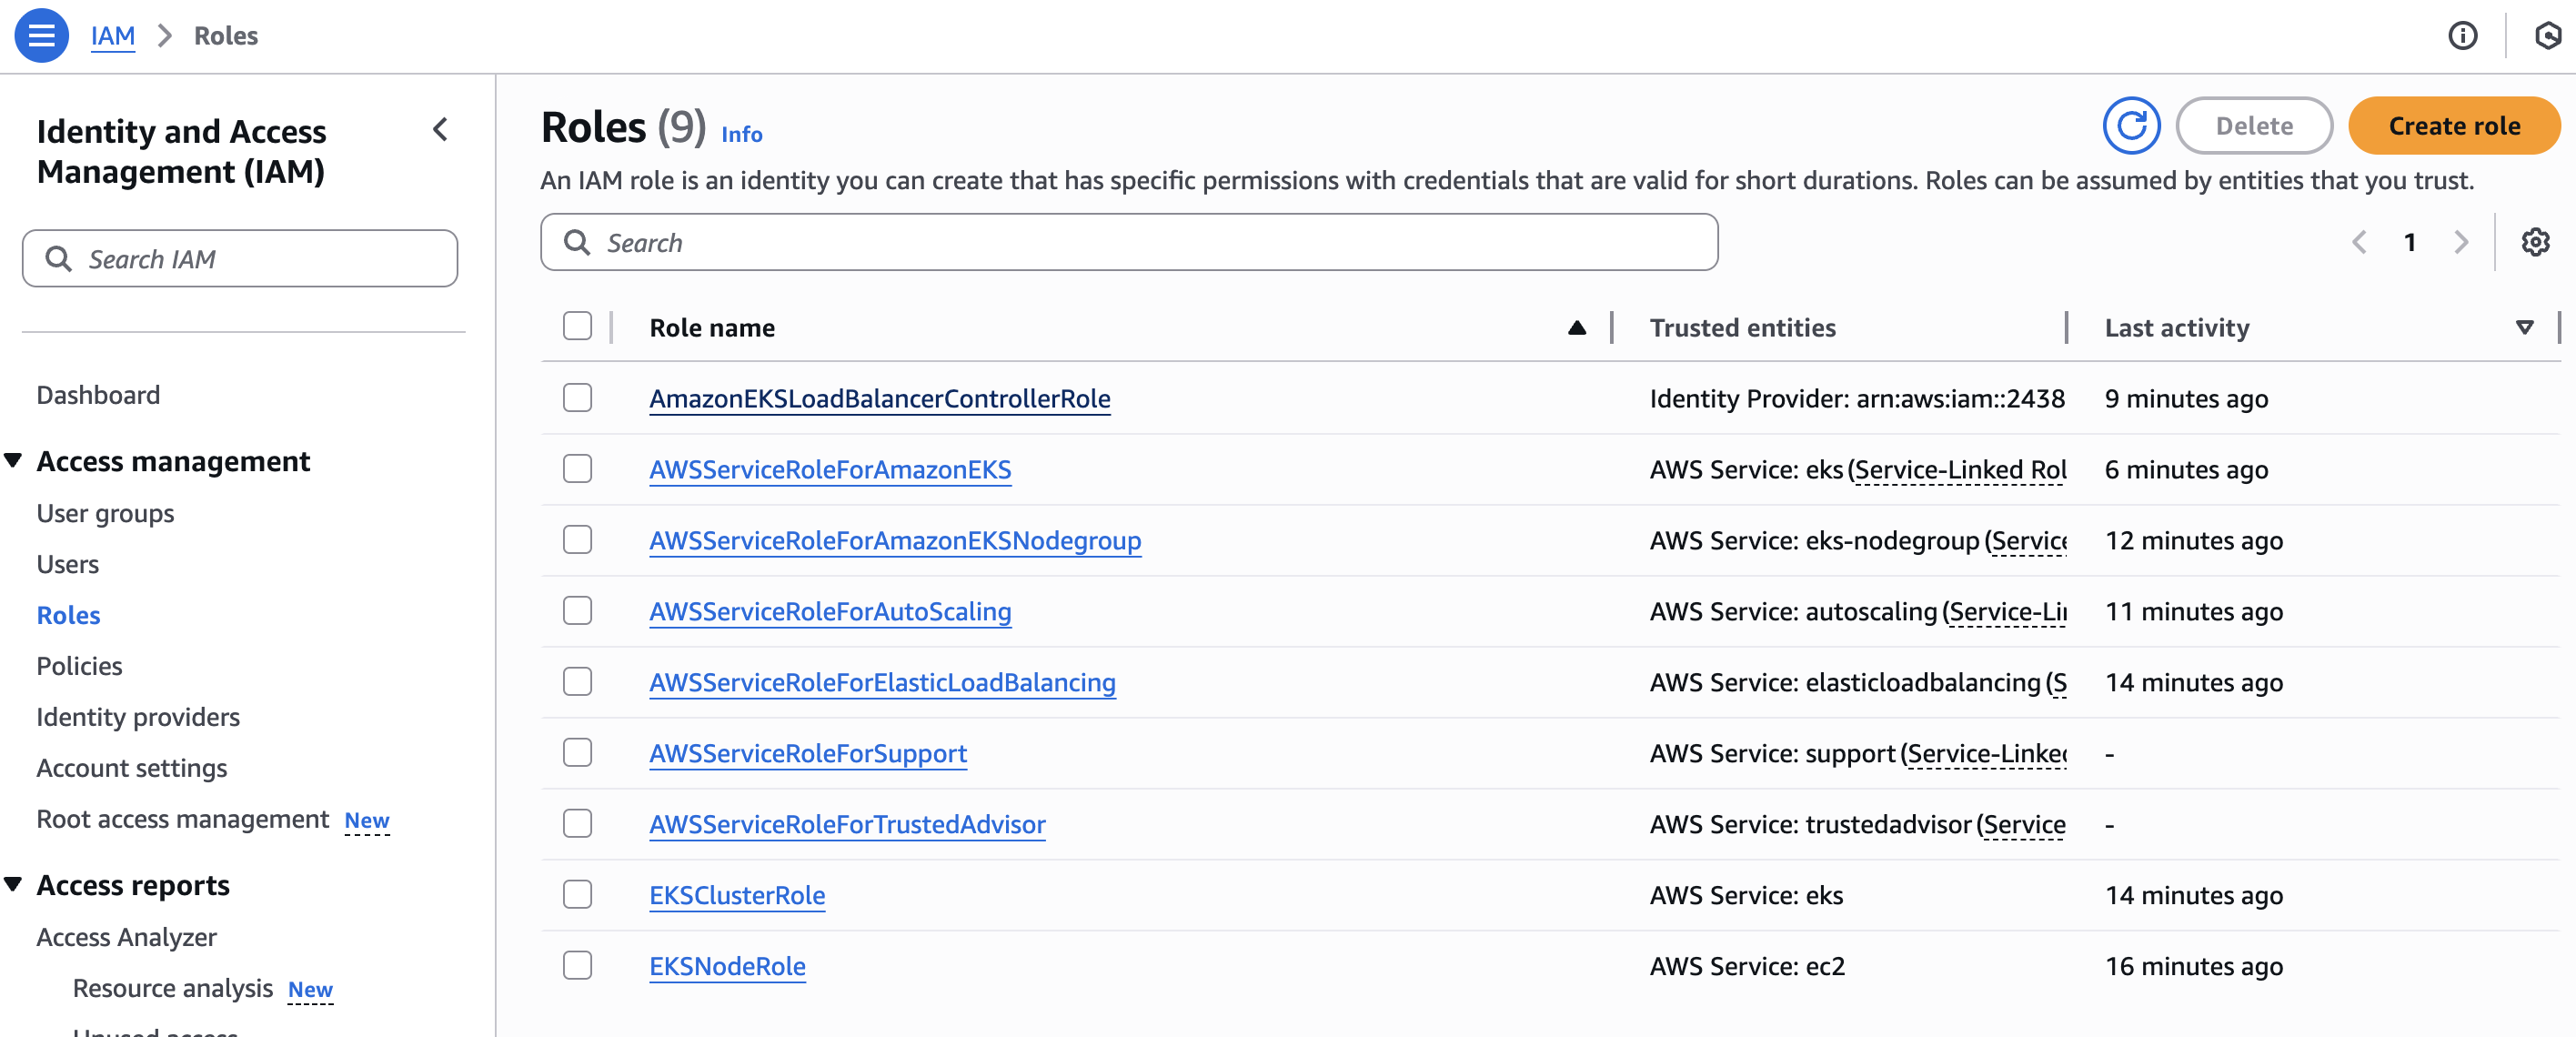 IAM > Roles
Identity and Access
Management (IAM)
Search IAM
Dashboard
Access management
User groups
Users
Roles
Policies
Identity providers
Account settings
Root access management New
Access reports
Access Analyzer
Resource analysis New
Unused access
Roles (9) Info
Delete
Create role
An IAM role is an identity you can create that has specific permissions with credentials that are valid for short durations. Roles can be assumed by entities that you trust.
Search
1
Role name Trusted entities Last activity
AmazonEKSLoadBalancerControllerRole Identity Provider: arn:aws:iam::2438 9 minutes ago
AWSServiceRoleForAmazonEKS AWS Service: eks (Service-Linked Rol 6 minutes ago
AWSServiceRoleForAmazonEKSNodegroup AWS Service: eks-nodegroup (Service 12 minutes ago
AWSServiceRoleForAutoScaling AWS Service: autoscaling (Service-Li 11 minutes ago
AWSServiceRoleForElasticLoadBalancing AWS Service: elasticloadbalancing (S 14 minutes ago
AWSServiceRoleForSupport AWS Service: support (Service-Linked -
AWSServiceRoleForTrustedAdvisor AWS Service: trustedadvisor (Service -
EKSClusterRole AWS Service: eks 14 minutes ago
EKSNodeRole AWS Service: ec2 16 minutes ago